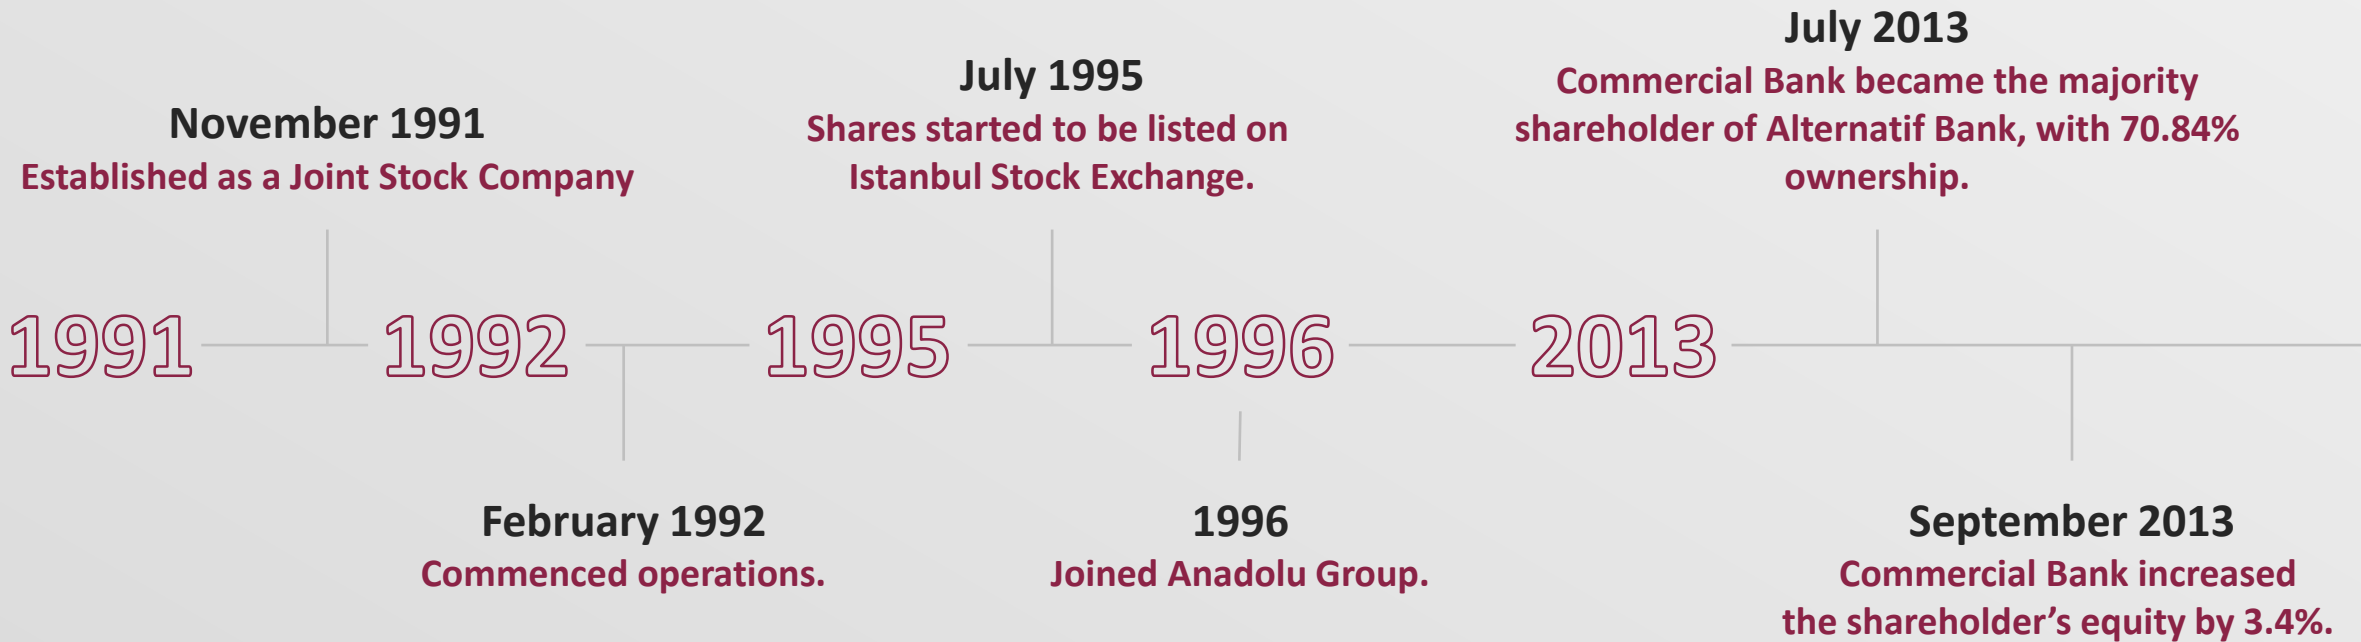 November 1991
Established as a Joint Stock Company
July 1995
Shares started to be listed on
Istanbul Stock Exchange.
July 2013
Commercial Bank became the majority
shareholder of Alternatif Bank, with 70.84%
ownership.
1991
1992
1995
1996
2013
February 1992
Commenced operations.
1996
Joined Anadolu Group.
September 2013
Commercial Bank increased
the shareholder’s equity by 3.4%.